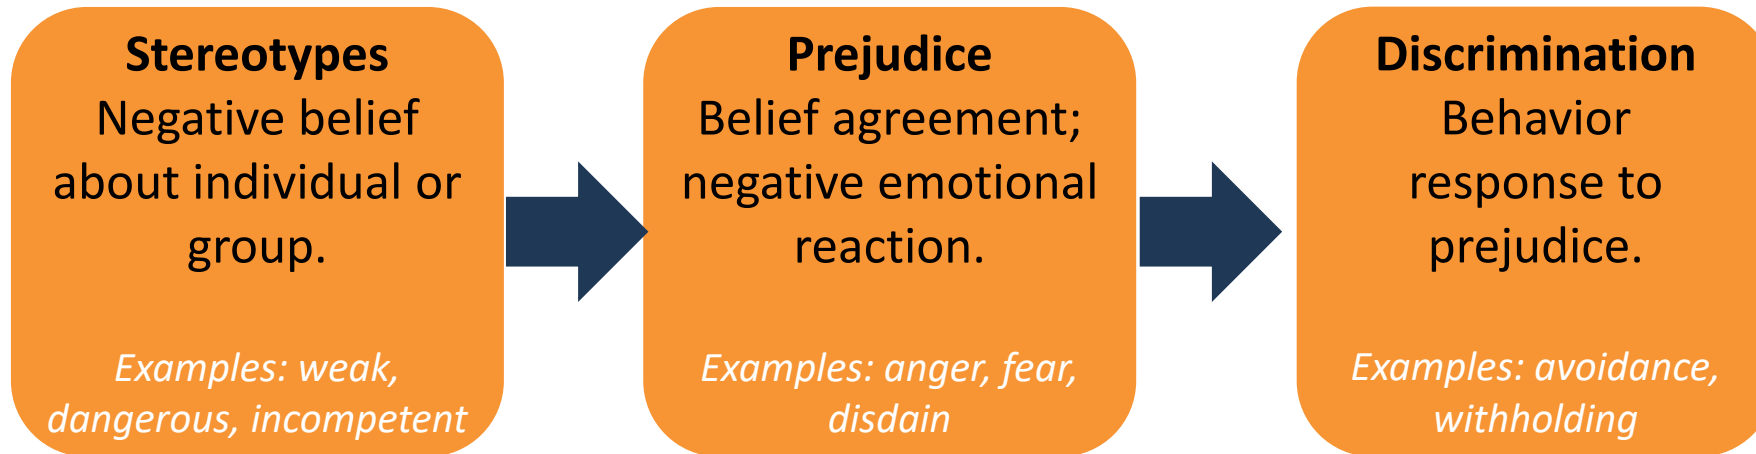 Stereotypes
Negative belief
about individual or
group.
Examples: weak,
dangerous, incompetent
Prejudice
Belief agreement;
negative emotional
reaction.
Examples: anger, fear,
disdain
Discrimination
Behavior
response to
prejudice.
Examples: avoidance,
withholding